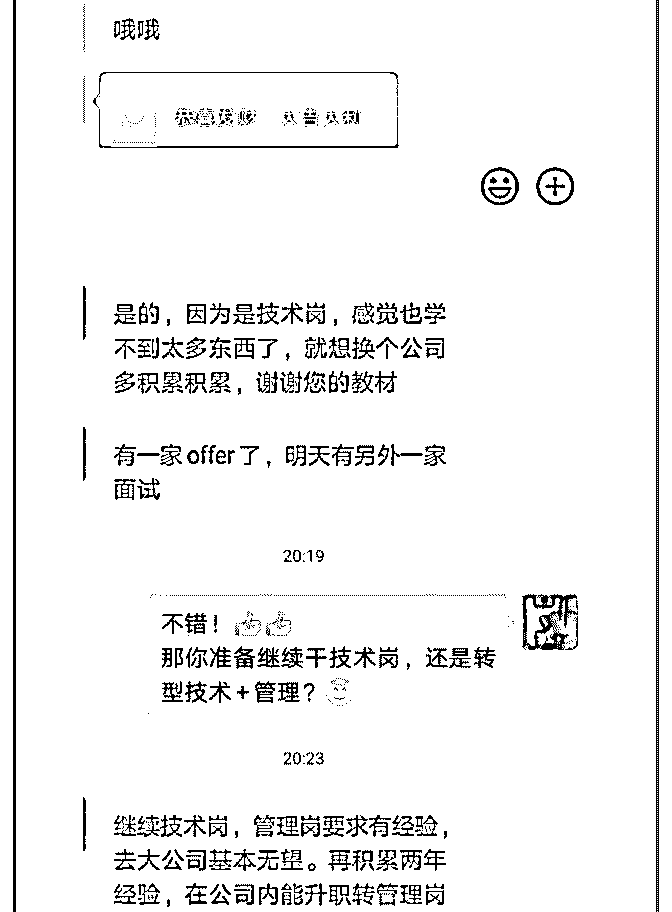 哦哦
是的，因为是技术岗，感觉也学
不到太多东西了，就想换个公司
多积累积累，谢谢您的教材
有一家offer了，明天有另外一家
面试
20:19
不错！
那你准备继续干技术岗，还是转
型技术+管理？
20:23
继续技术岗，管理岗要求有经验，
去大公司基本无望。再积累两年
经验，在公司内能升职转管理岗